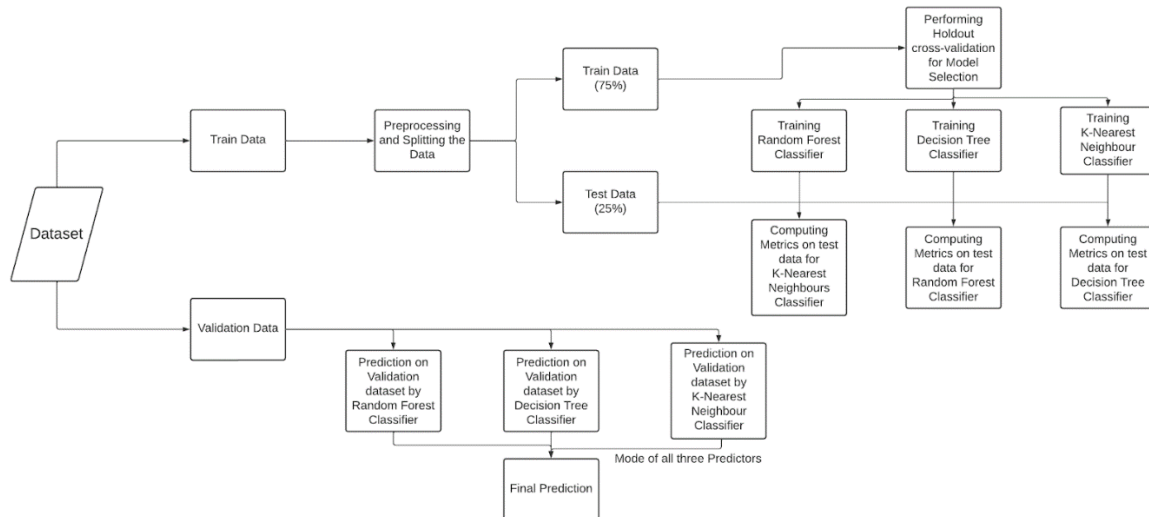 Performing
Holdout
cross-validation
for Model
Selection
Train Data
(75%)
Train Data
Preprocessing
and Splitting the
Data
Training
Random Forest
Classifier
Training
Decision Tree
Classifier
Training
K-Nearest
Neighbour
Classifier
Test Data
(25%)
Dataset
Computing
Metrics on test
data for
K-Nearest
Neighbours
Classifier
Computing
Metrics on test
data for
Random Forest
Classifier
Computing
Metrics on test
data for
Decision Tree
Classifier
Validation Data
Prediction on
Validation
dataset by
Random Forest
Classifier
Prediction on
Validation
dataset by
Decision Tree
Classifier
Prediction on
Validation
dataset by
K-Nearest
Neighbour
Classifier
Mode of all three Predictors
Final Prediction